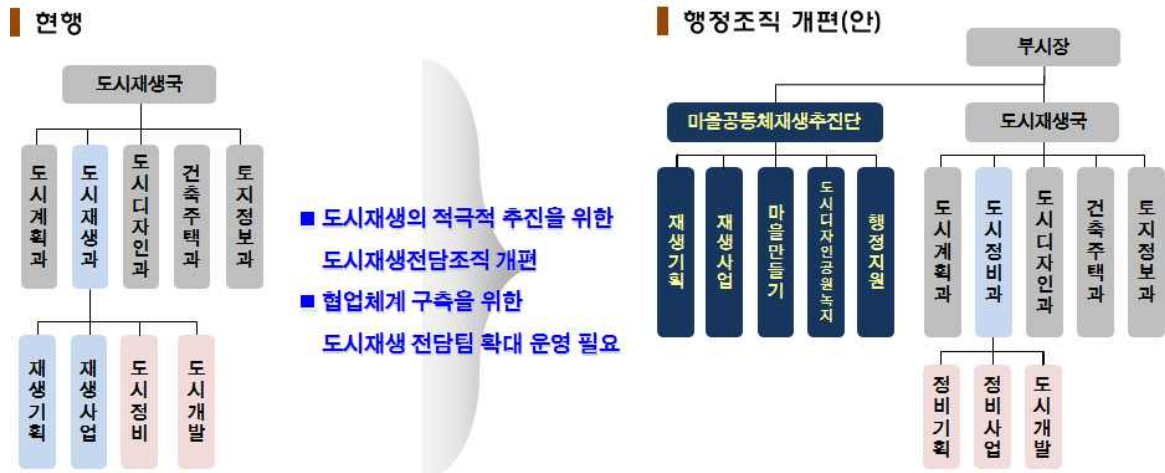 현행
도시재생국
도시계획과
도시재생과
도시디자인과
건축주택과
토지정보과
재생기획
재생사업
도시정비
도시개발
■ 도시재생의 적극적 추진을 위한
도시재생전담조직 개편
■ 협업체계 구축을 위한
도시재생 전담팀 확대 운영 필요
행정조직 개편(안)
부시장
마을공동체재생추진단
도시재생국
재생기획
재생사업
마을만들기
도시디자인공원녹지
행정지원
도시계획과
도시정비과
도시디자인과
건축주택과
토지정보과
정비기획
정비사업
도시개발